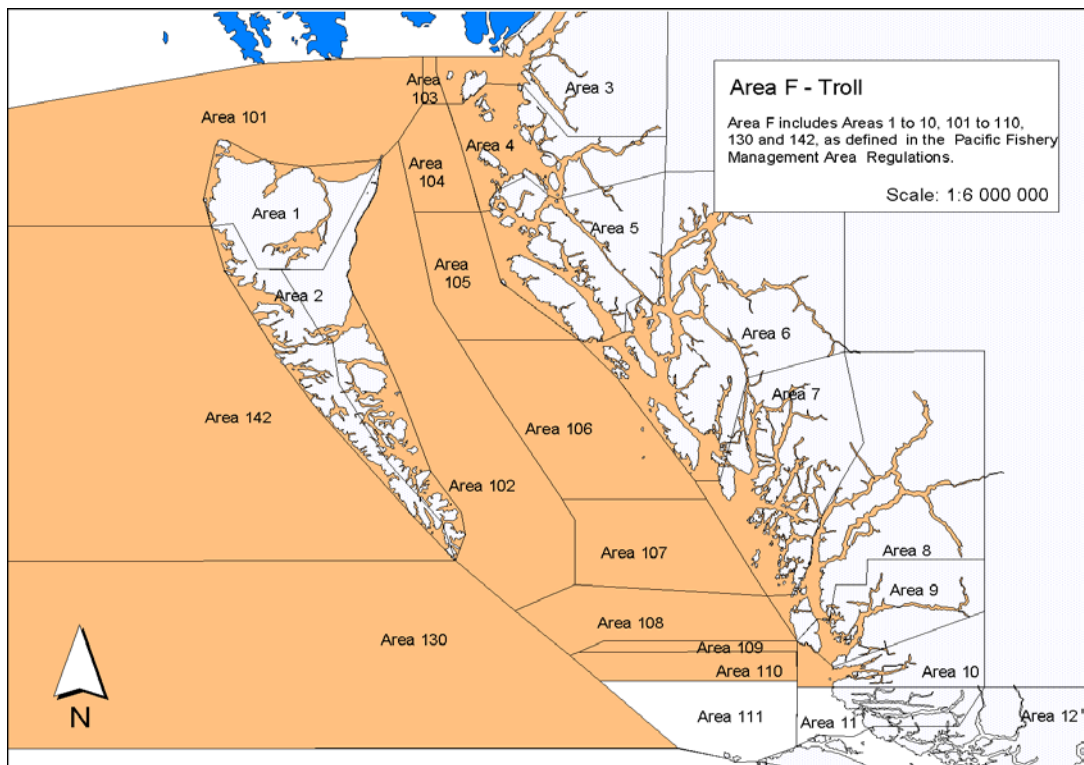 Area 103
Area 3
Area F - Troll
Area F includes Areas 1 to 10, 101 to 110,
130 and 142, as defined in the Pacific Fishery
Management Area Regulations.
Scale: 1:6 000 000
Area 101
Area 4
Area 104
Area 1
Area 5
Area 105
Area 2
Area 6
Area 7
Area 142
Area 106
Area 102
Area 107
Area 8
Area 9
Area 108
Area 130
Area 109
Area 110
Area 10
N
Area 111
Area 11
Area 12"